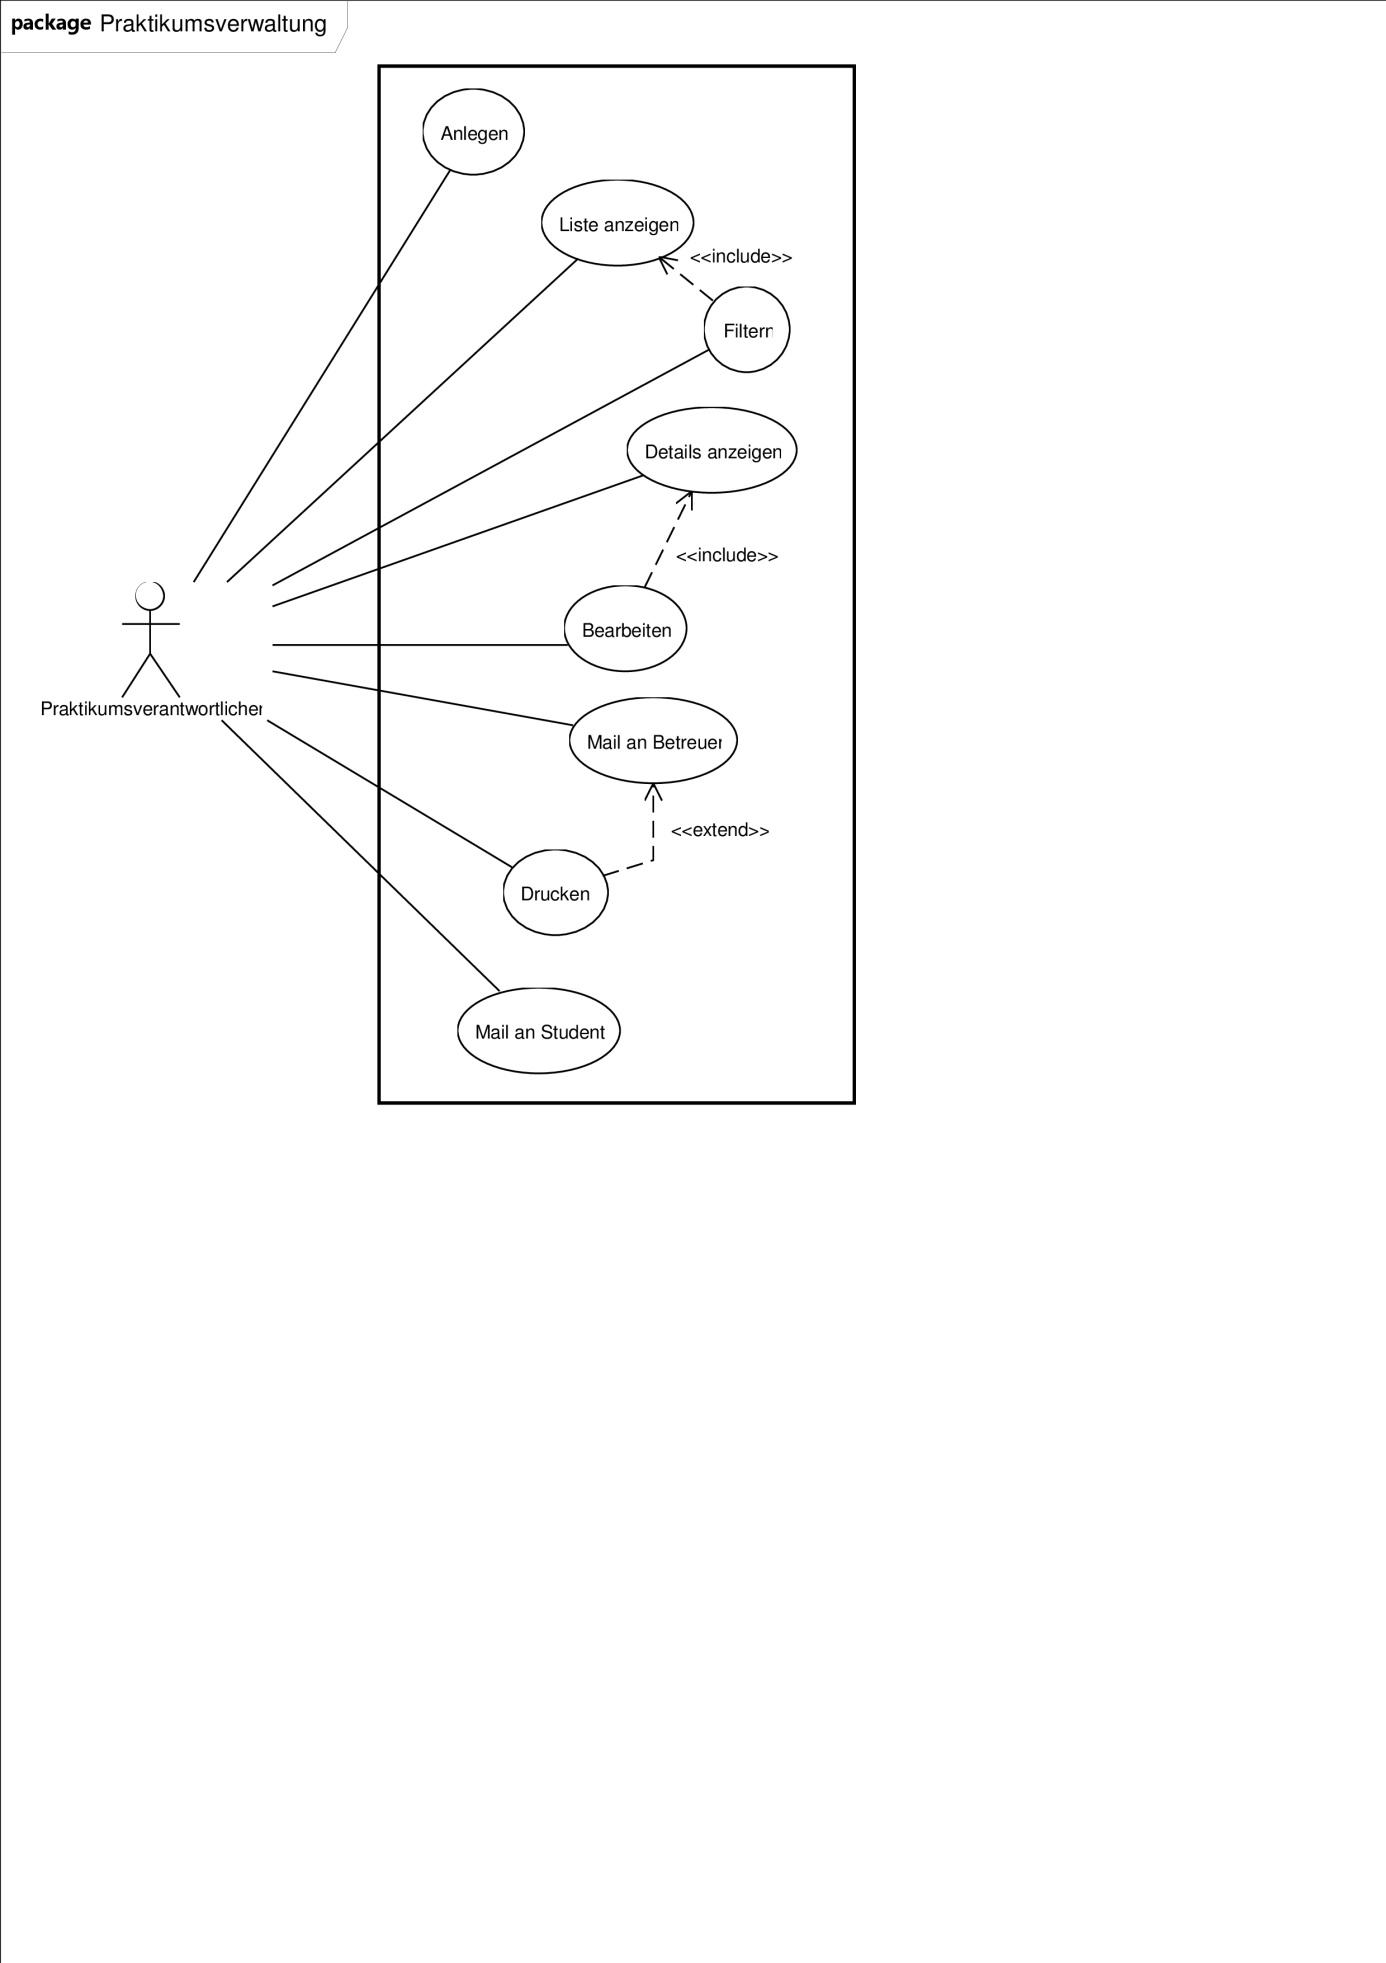 package Praktikumsverwaltung
Anlegen
Liste anzeigen
<<include>>
Filtern
Details anzeigen
<<include>>
Bearbeiten
Praktikumsverantwortlicher
Mail an Betreuer
<<extend>>
Drucken
Mail an Student